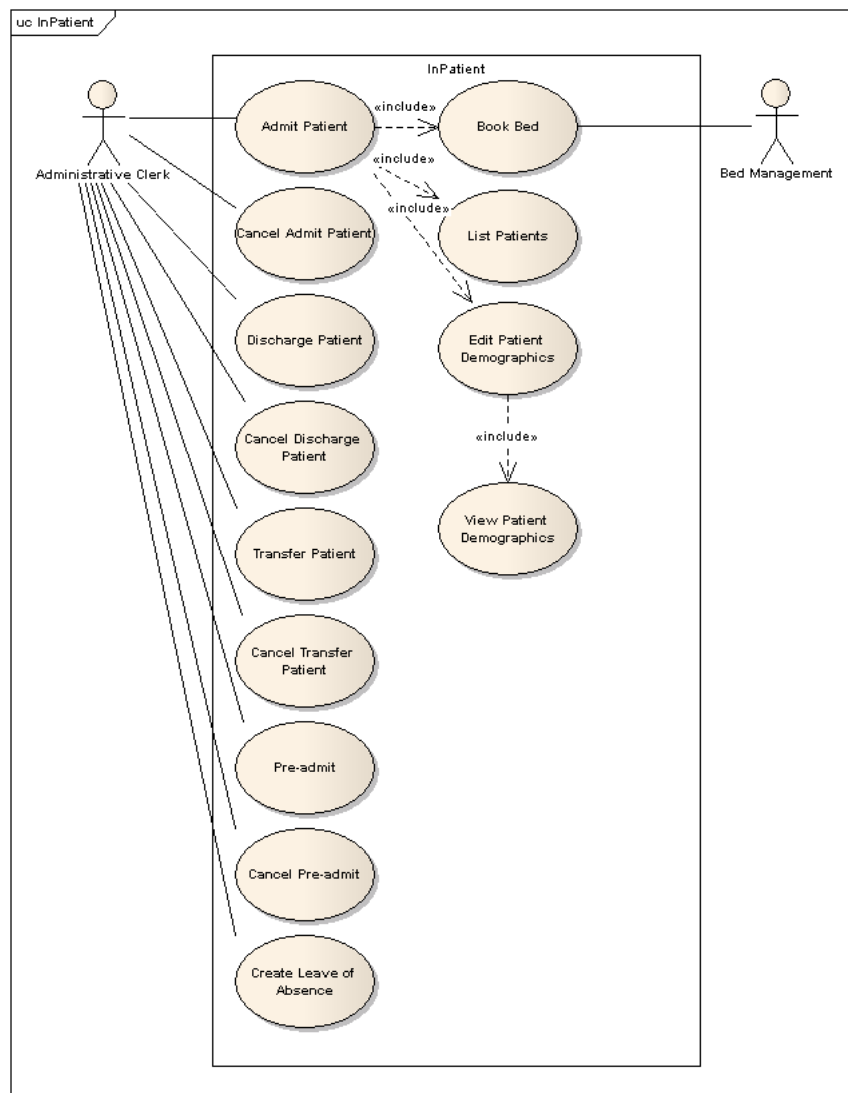 uc InPatient
InPatient
Administrative Clerk
Bed Management
Admit Patient
«include»
Book Bed
«include»
«include»
Cancel Admit Patient
List Patients
Discharge Patient
Edit Patient
Demographics
«include»
Cancel Discharge
Patient
View Patient
Demographics
Transfer Patient
Cancel Transfer
Patient
Pre-admit
Cancel Pre-admit
Create Leave of
Absence